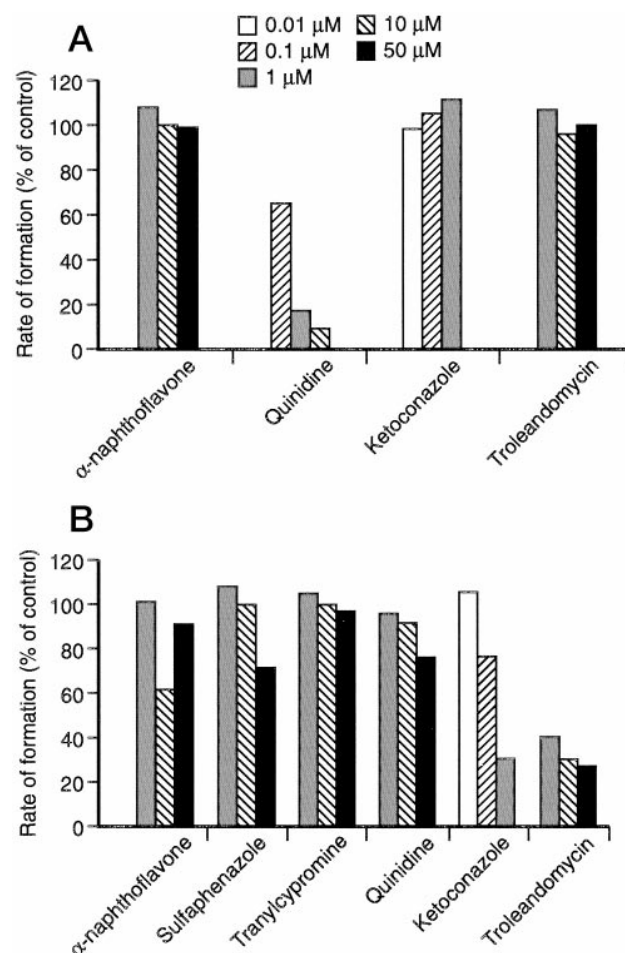 A
0.01 μM
10 μM
0.1 μM
50 μM
1 μM
Rate of formation (% of control)
120
100
80
60
40
20
0
α-naphthoflavone
Quinidine
Ketoconazole
Troleandomycin
B
Rate of formation (% of control)
120
100
80
60
40
20
0
α-naphthoflavone
Sulfaphenazole
Tranylcypromine
Quinidine
Ketoconazole
Troleandomycin